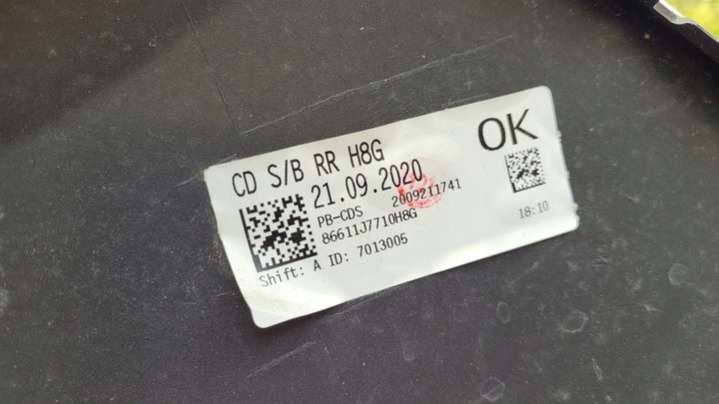 CD S/B RR H8G
OK
21.09.2020
PB-CDS 2009211741
86611J7710H8G
18:10
Shift: A ID: 7013005